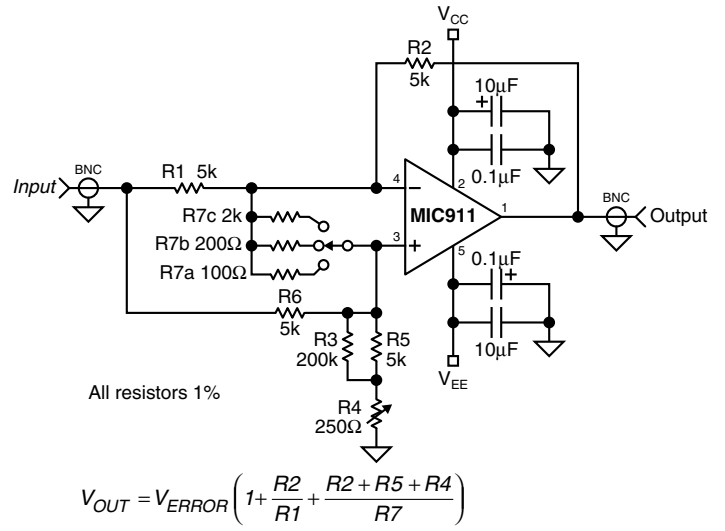 V_CC
R2
5k
10µF
+
0.1µF
BNC
Input
R1 5k
4
−
2
R7c 2k
R7b 200Ω
R7a 100Ω
MIC911
1
BNC
Output
3
+
5
0.1µF
+
10µF
R6
5k
R3
200k
R5
5k
V_EE
All resistors 1%
R4
250Ω
V_OUT = V_ERROR (1 + R2/R1 + (R2 + R5 + R4)/R7)